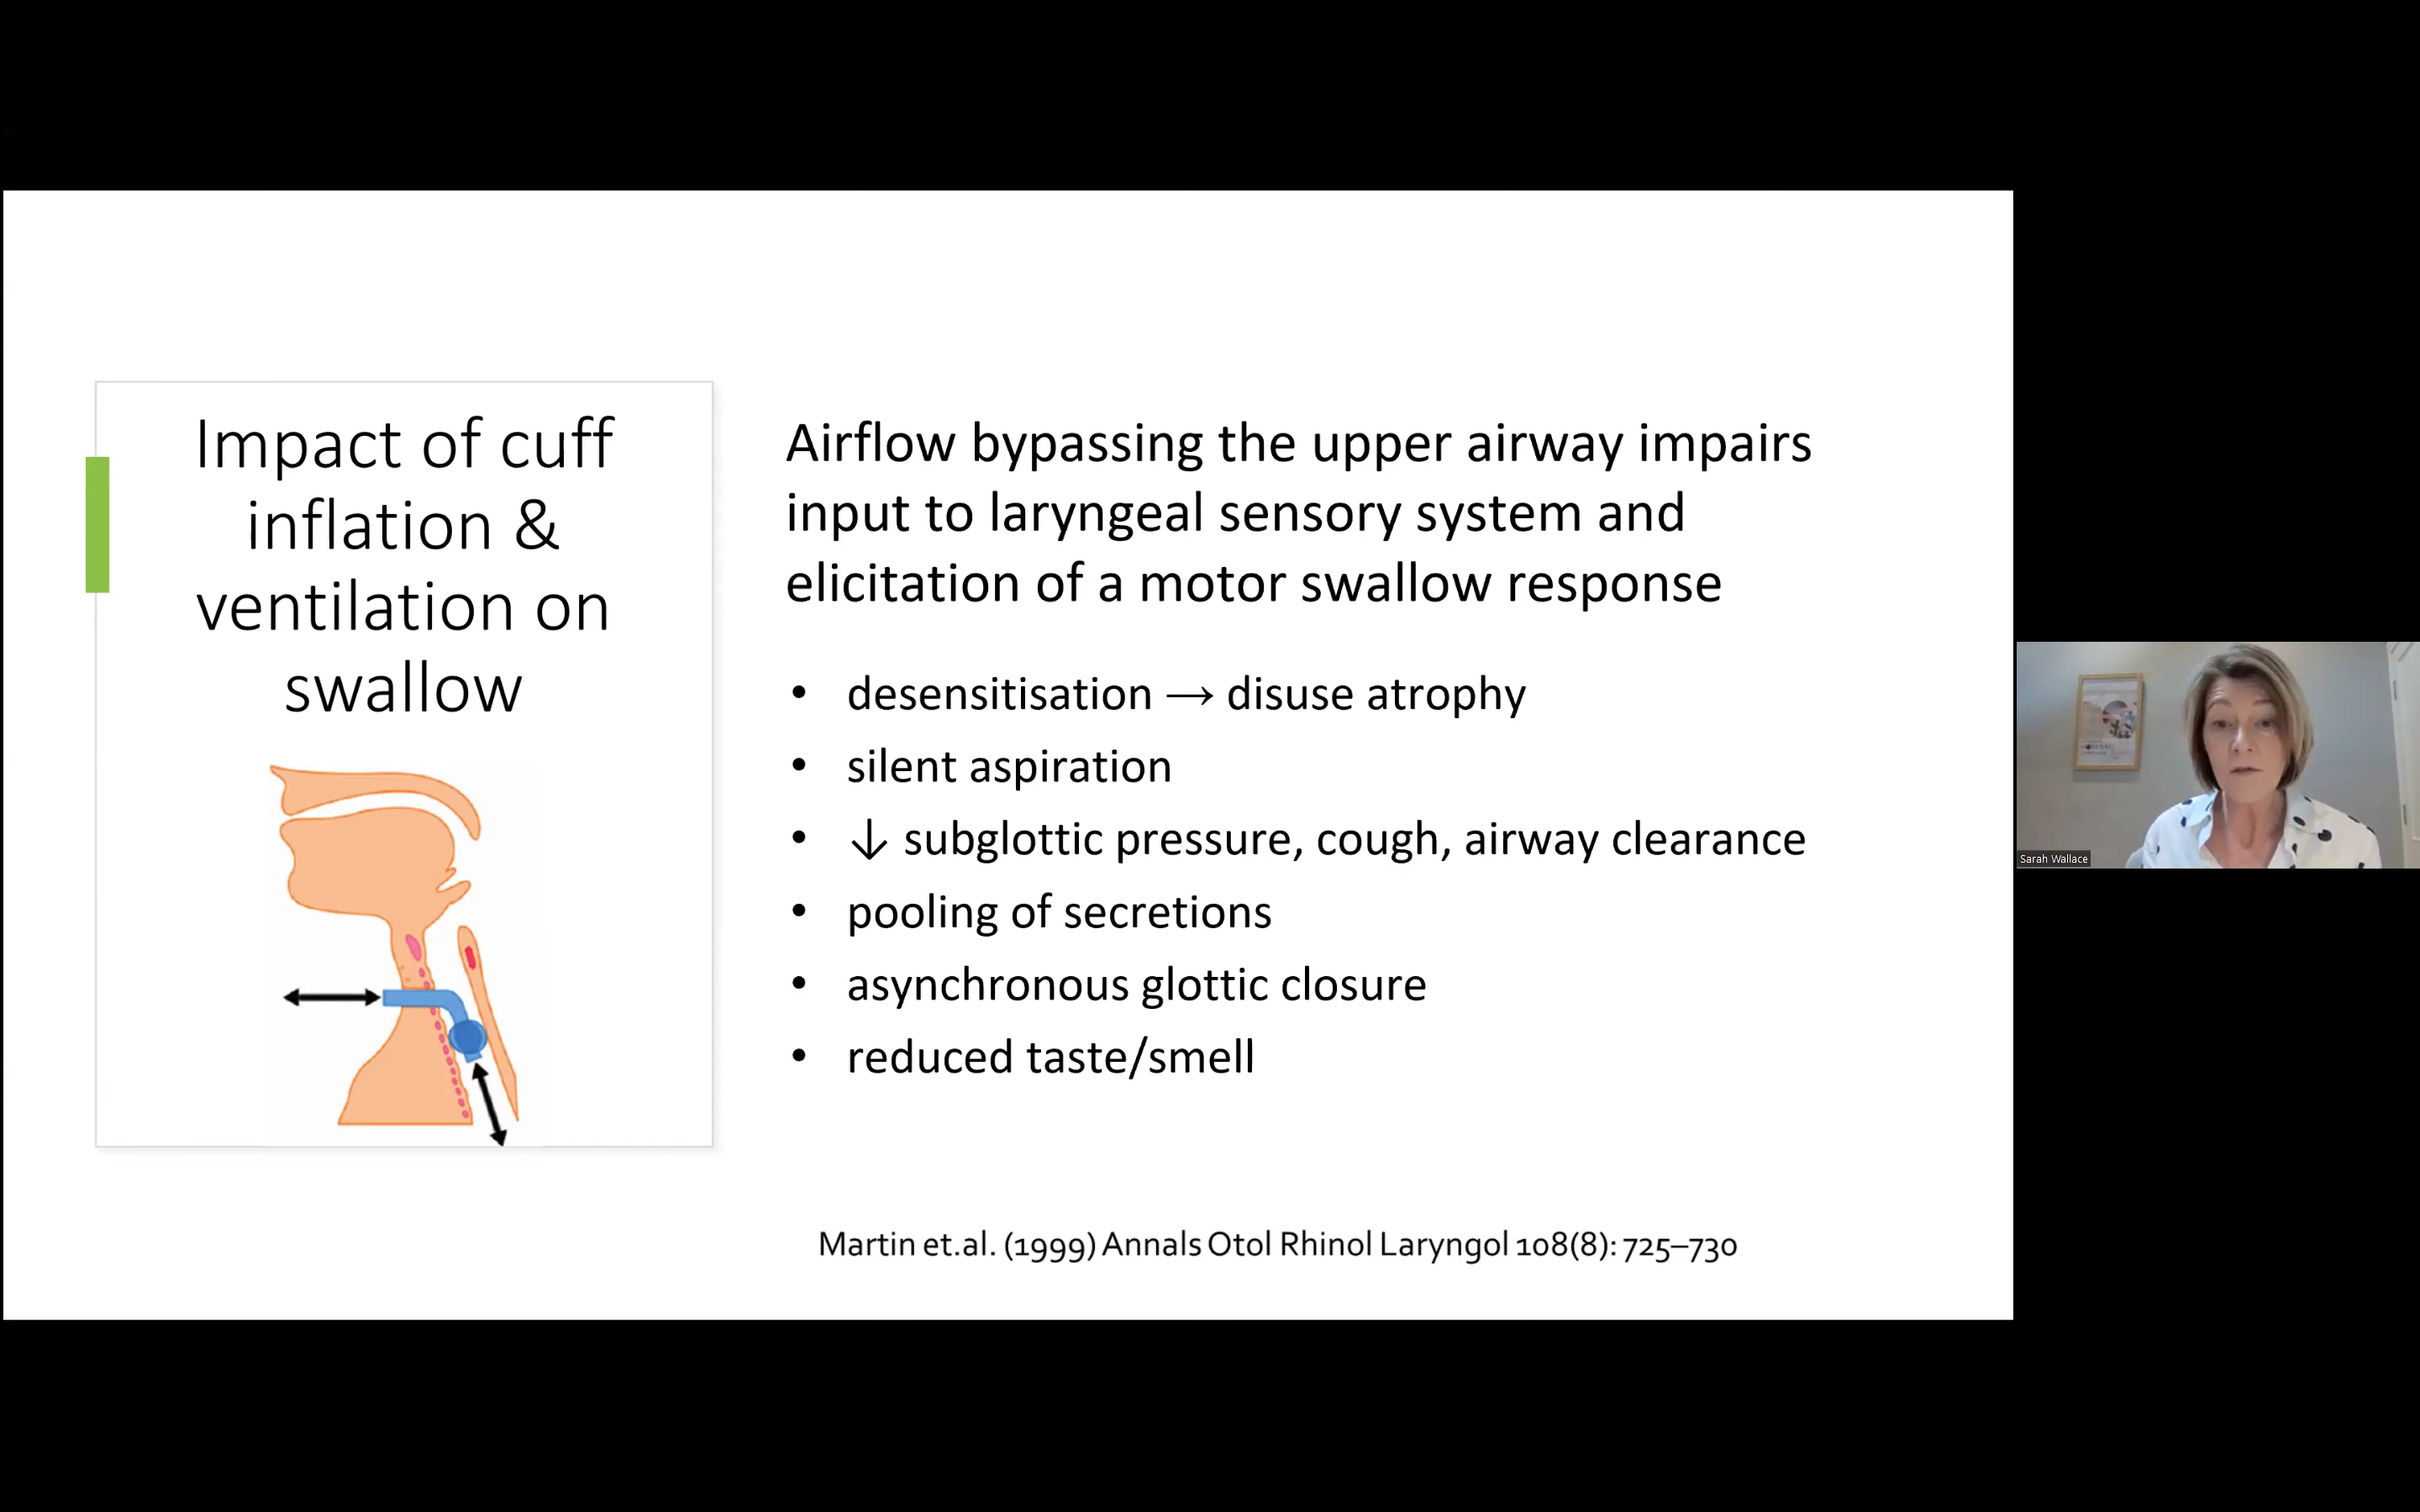 Impact of cuff
inflation &
ventilation on
swallow
Airflow bypassing the upper airway impairs
input to laryngeal sensory system and
elicitation of a motor swallow response
• desensitisation → disuse atrophy
• silent aspiration
• ↓ subglottic pressure, cough, airway clearance
• pooling of secretions
• asynchronous glottic closure
• reduced taste/smell
Martin et.al. (1999) Annals Otol Rhinol Laryngol 108(8): 725–730
Sarah Wallace